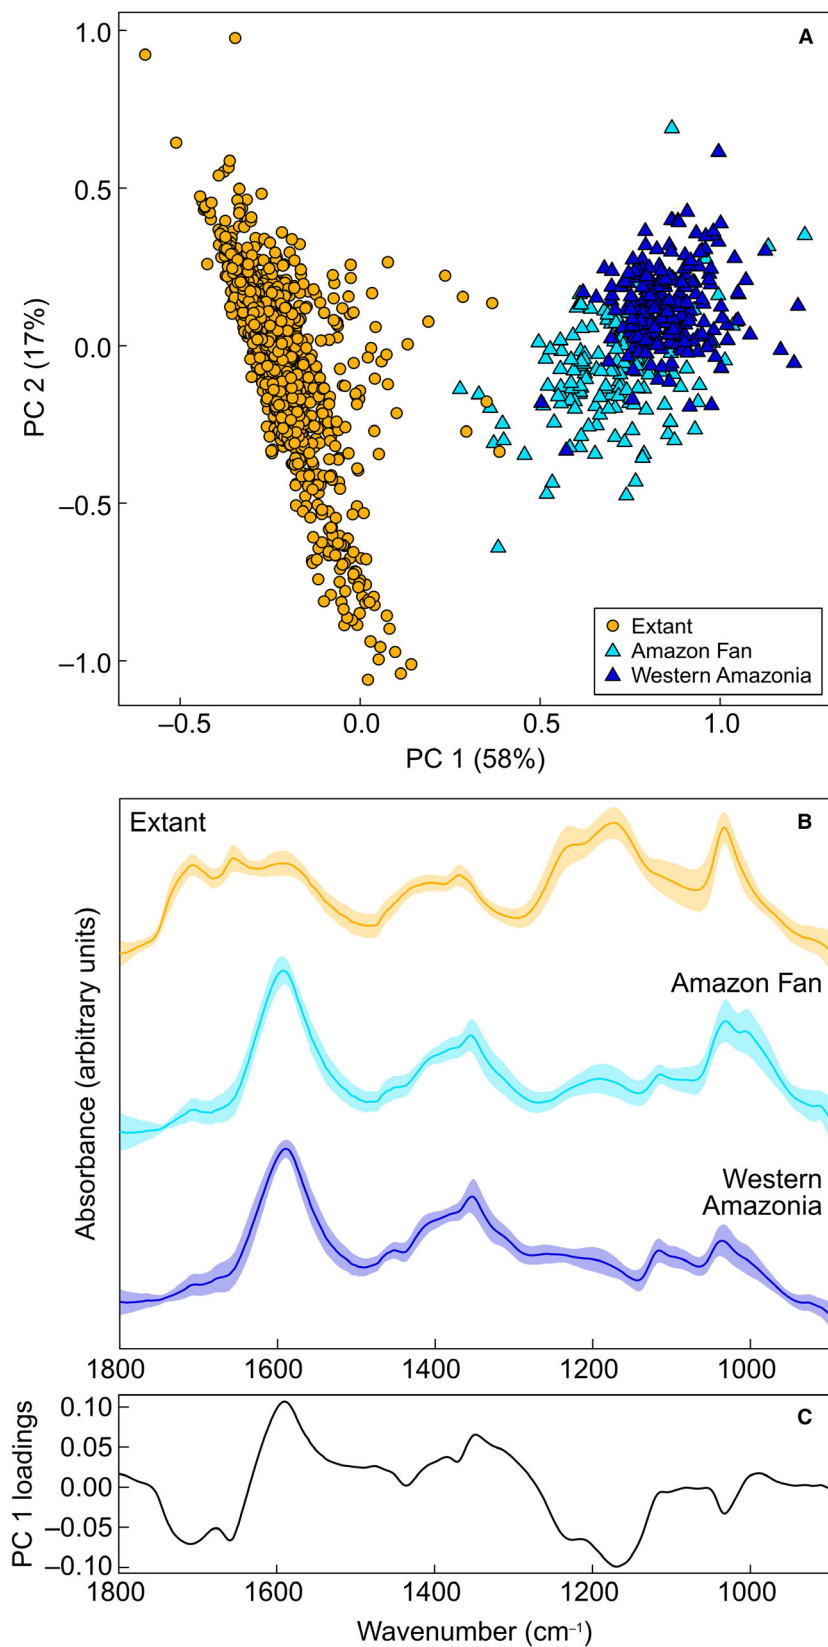 A
1.0
0.5
0.0
−0.5
−1.0
PC 2 (17%)
Extant
Amazon Fan
Western Amazonia
−0.5
0.0
0.5
1.0
PC 1 (58%)
B
Extant
Amazon Fan
Western
Amazonia
Absorbance (arbitrary units)
1800
1600
1400
1200
1000
C
0.10
0.05
0.00
−0.05
−0.10
PC 1 loadings
1800
1600
1400
1200
1000
Wavenumber (cm⁻¹)